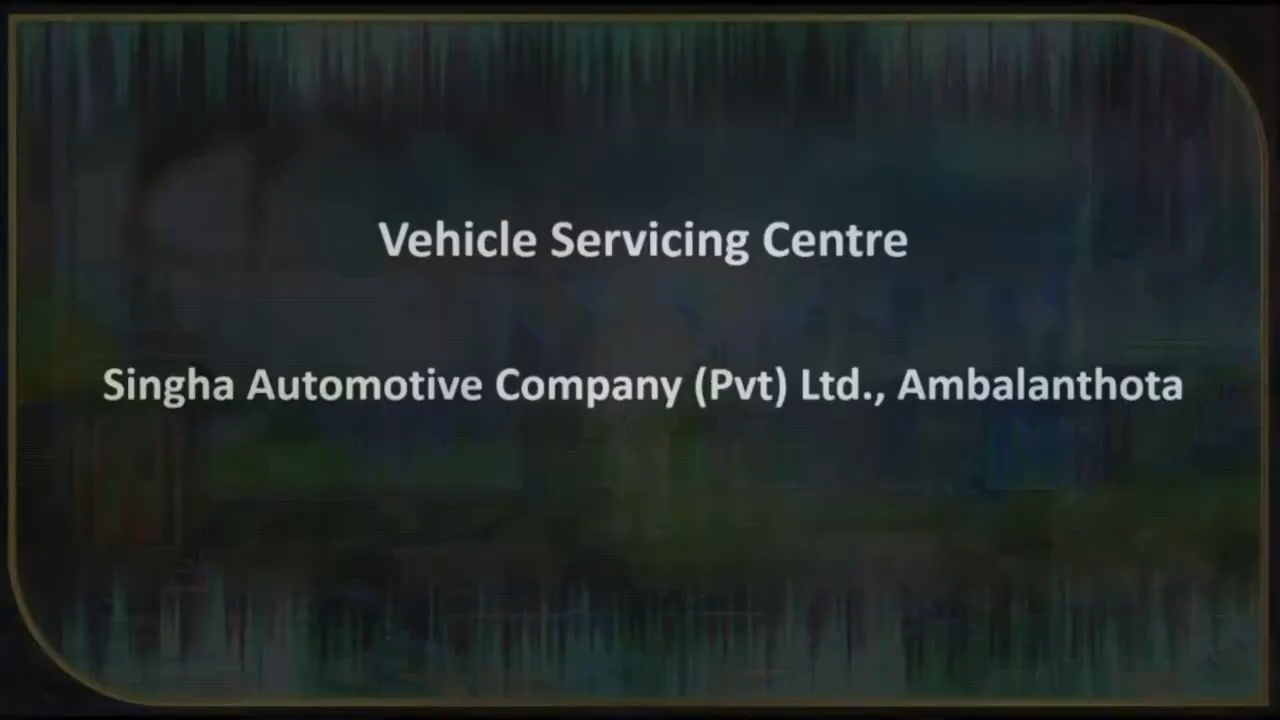 Vehicle Servicing Centre
Singha Automotive Company (Pvt) Ltd., Ambalanthota